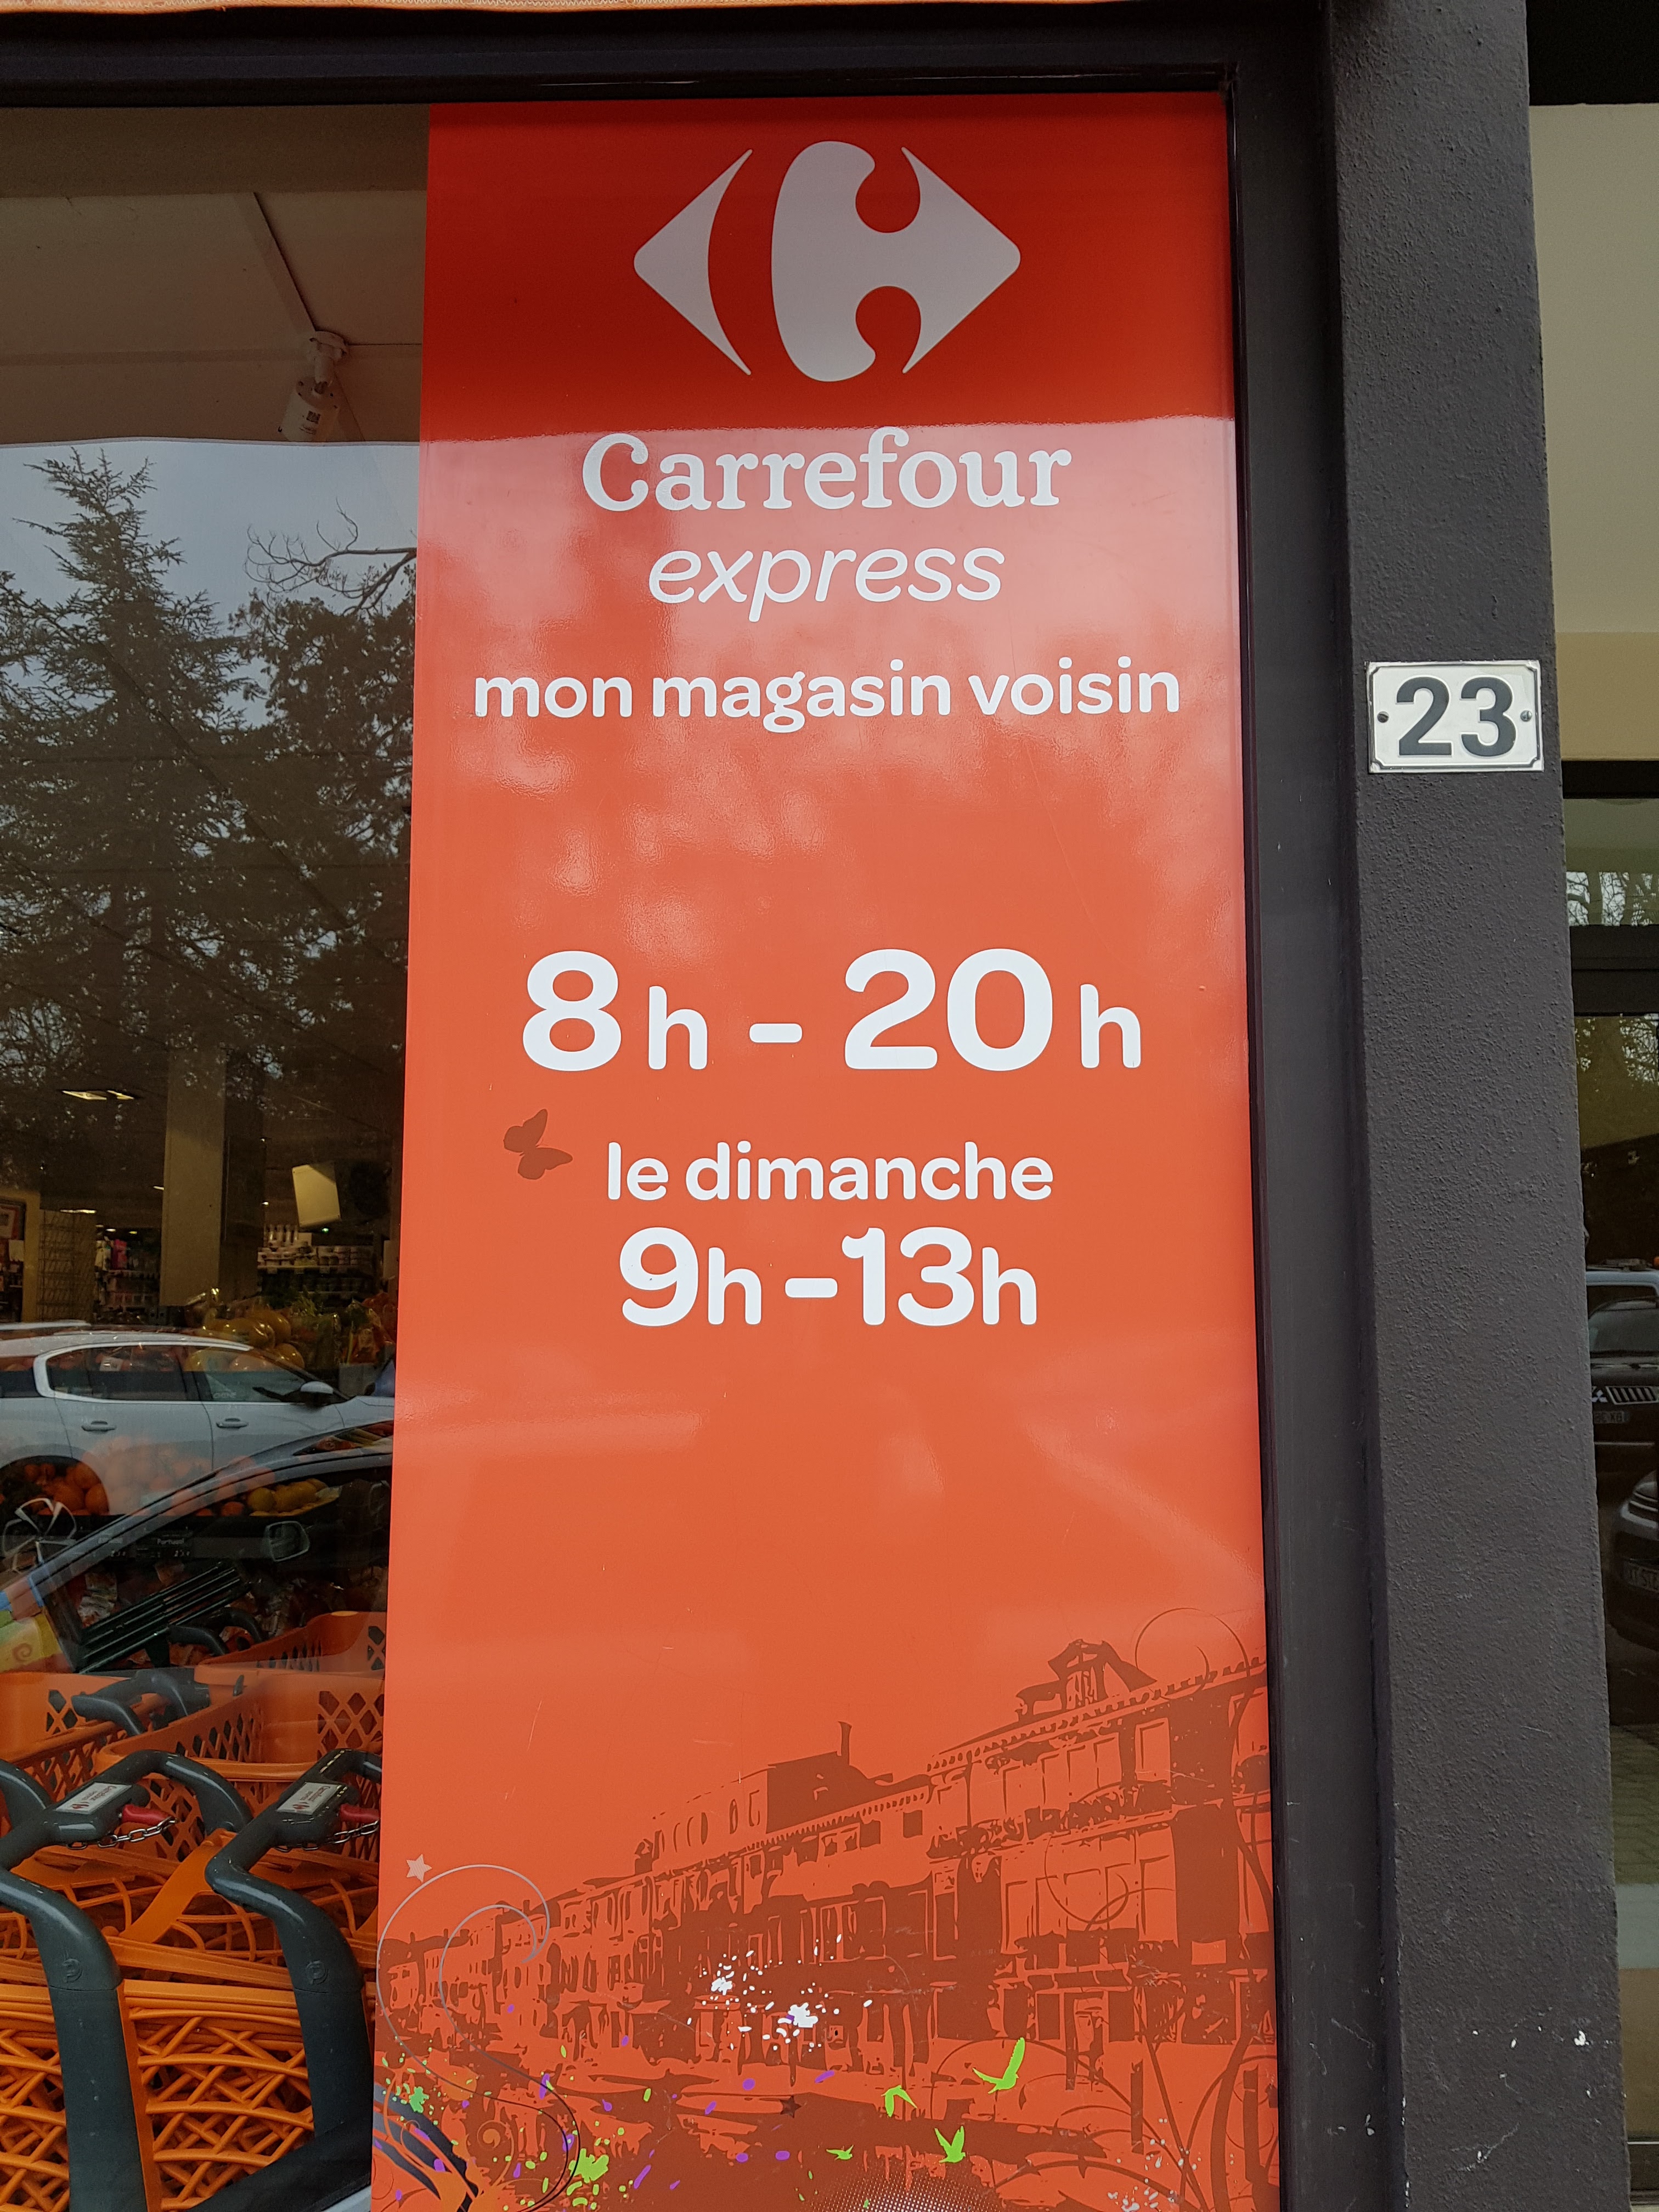 Carrefour
express
mon magasin voisin
23
8h - 20h
le dimanche
9h - 13h